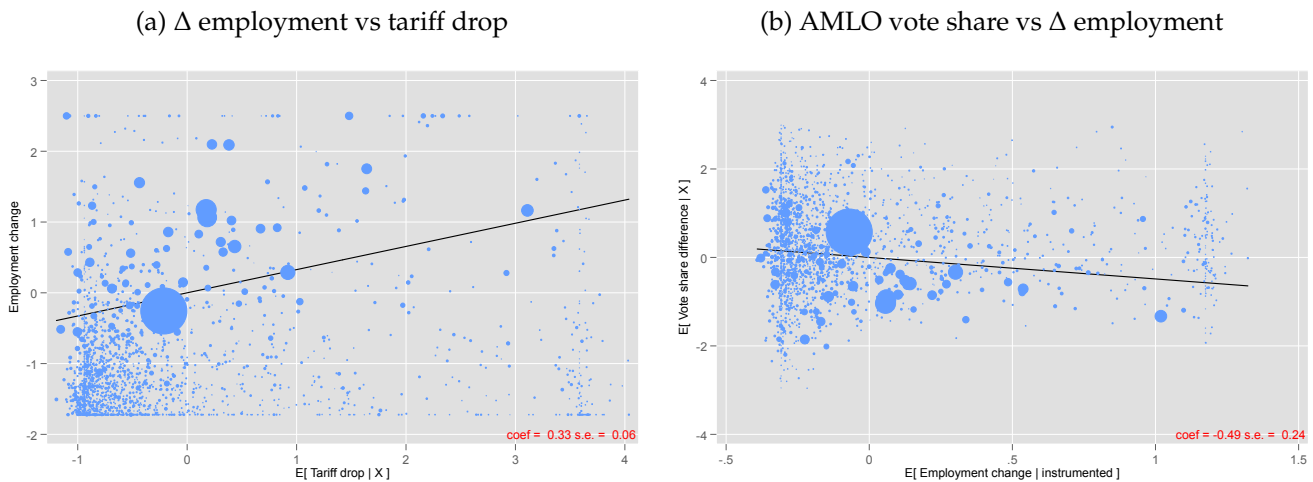 (a) Δ employment vs tariff drop
3
2
1
0
-1
-2
Employment change
-1
0
1
2
3
4
E[ Tariff drop | X ]
coef = 0.33 s.e. = 0.06
(b) AMLO vote share vs Δ employment
4
2
0
-2
-4
E[ Vote share difference | X ]
-.5
0
.5
1
1.5
E[ Employment change | instrumented ]
coef = -0.49 s.e. = 0.24